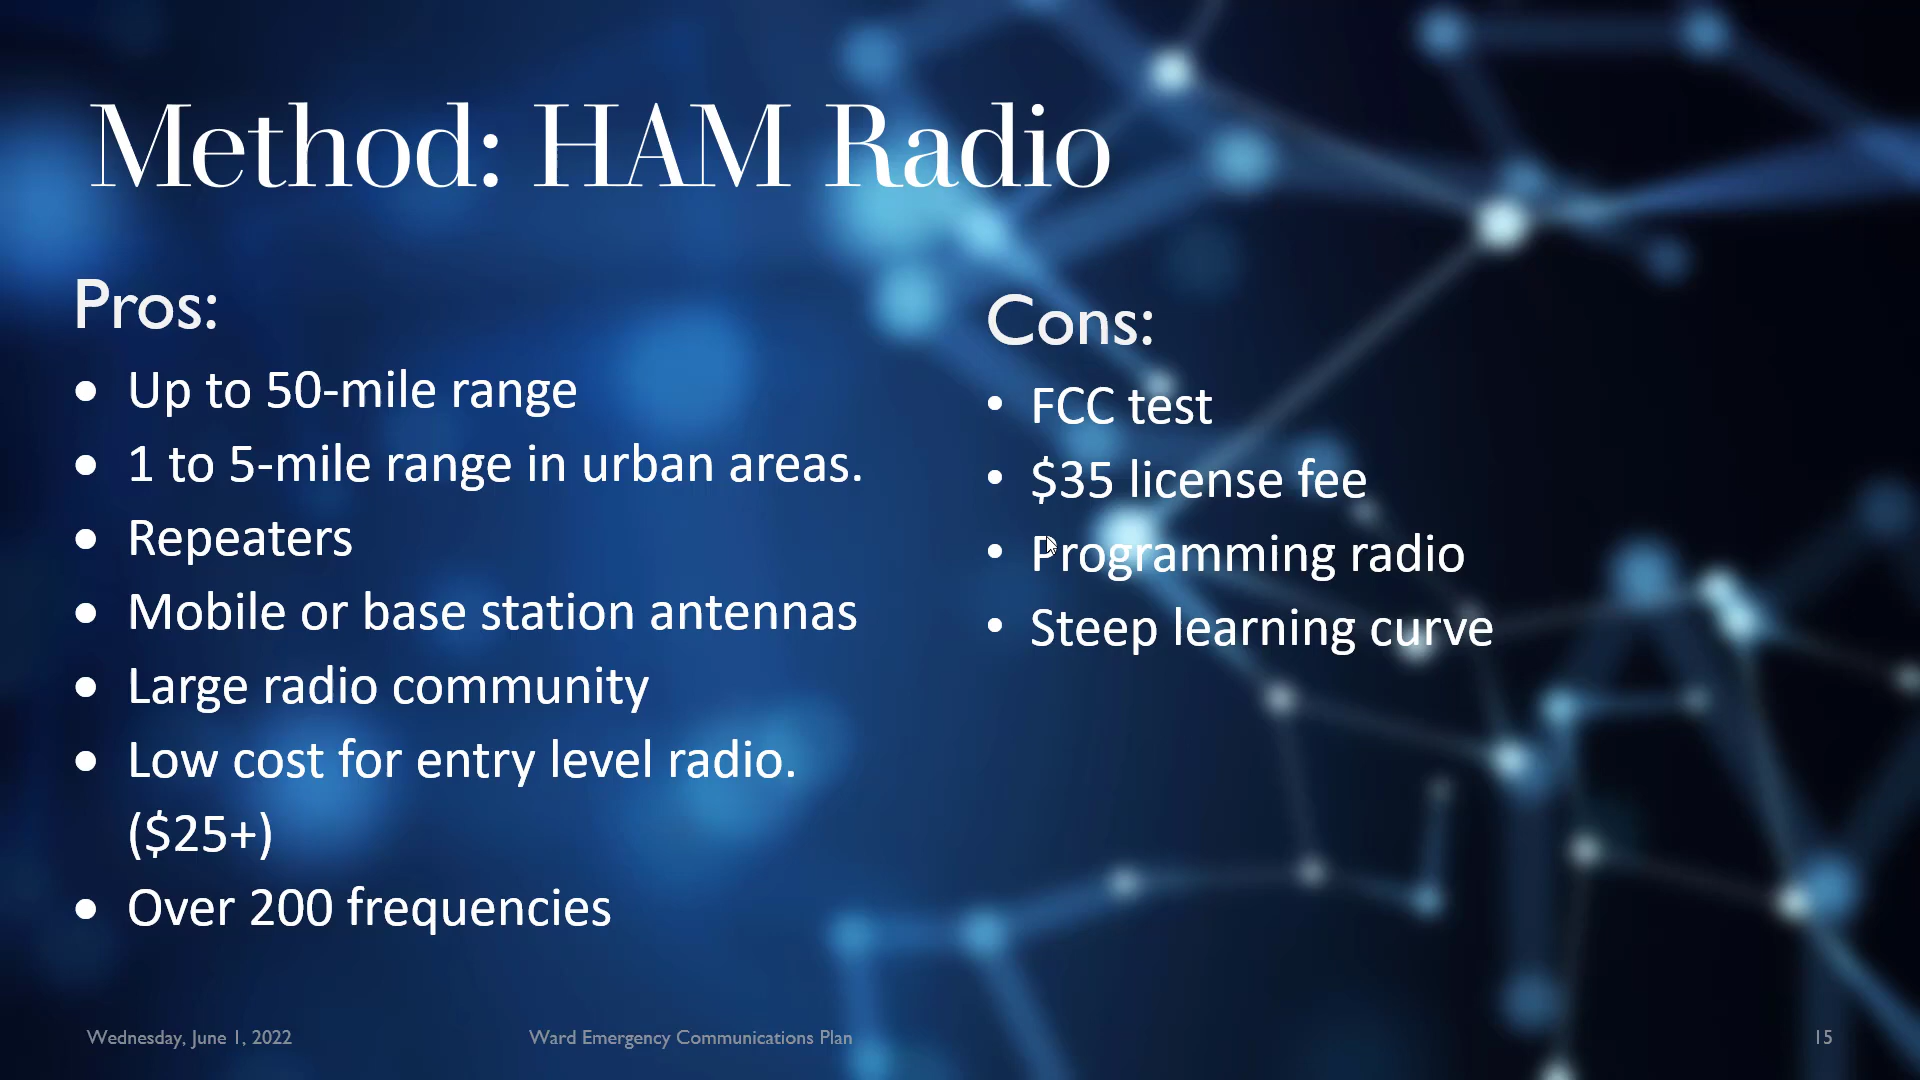 Method: HAM Radio
Pros:
• Up to 50-mile range
• 1 to 5-mile range in urban areas.
• Repeaters
• Mobile or base station antennas
• Large radio community
• Low cost for entry level radio.
($25+)
• Over 200 frequencies
Cons:
• FCC test
• $35 license fee
• Programming radio
• Steep learning curve
Wednesday, June 1, 2022
Ward Emergency Communications Plan
15